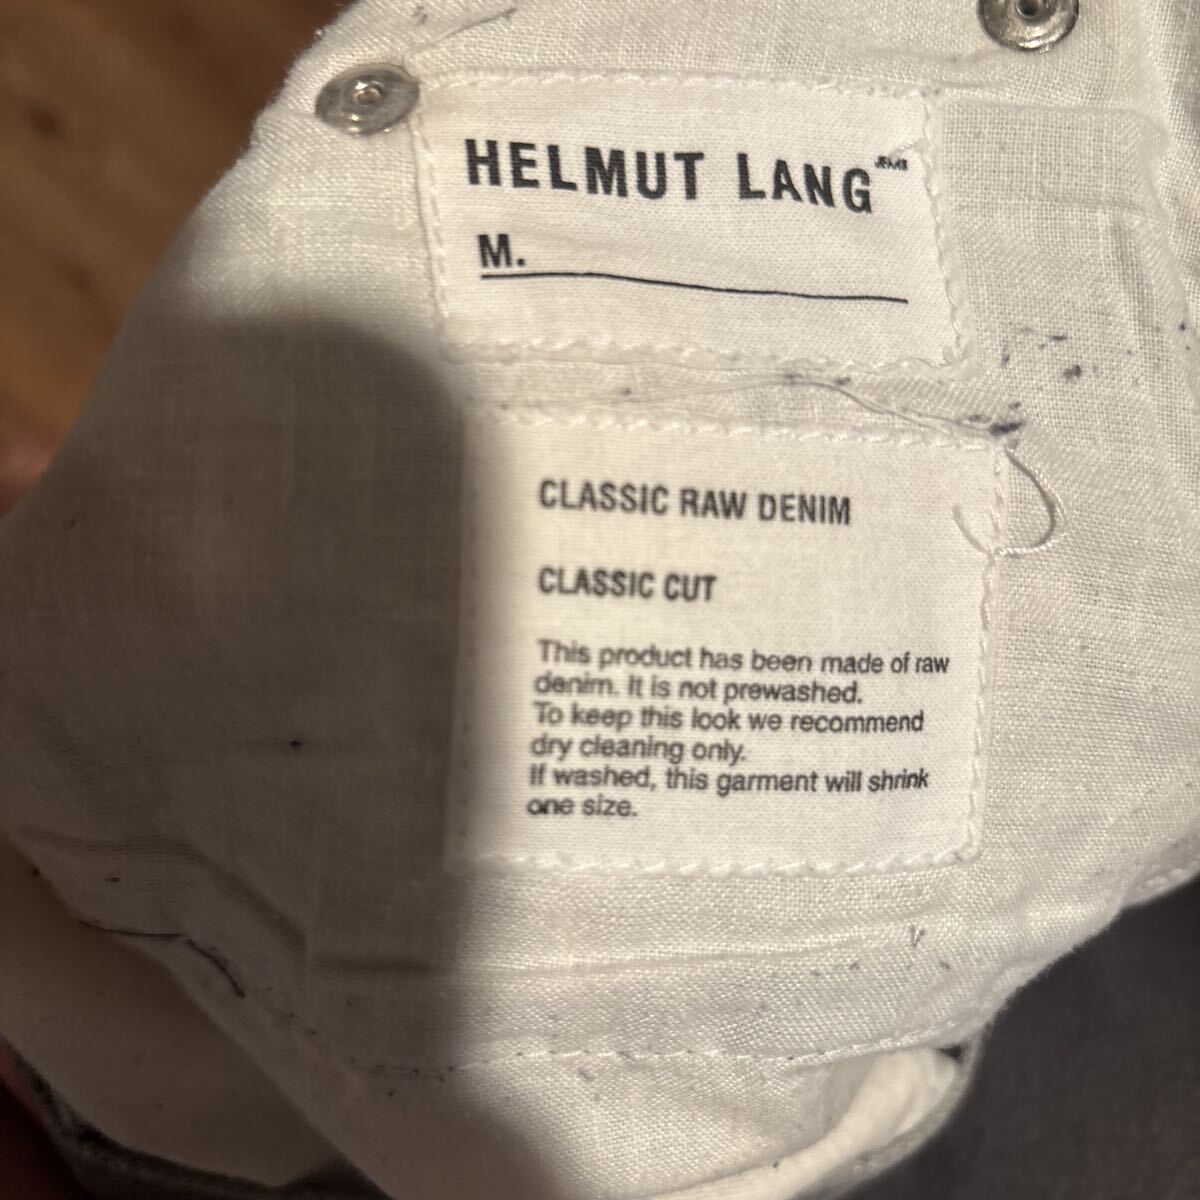 HELMUT LANG JEANS
M.
CLASSIC RAW DENIM
CLASSIC CUT
This product has been made of raw
denim. It is not prewashed.
To keep this look we recommend
dry cleaning only.
If washed, this garment will shrink
one size.